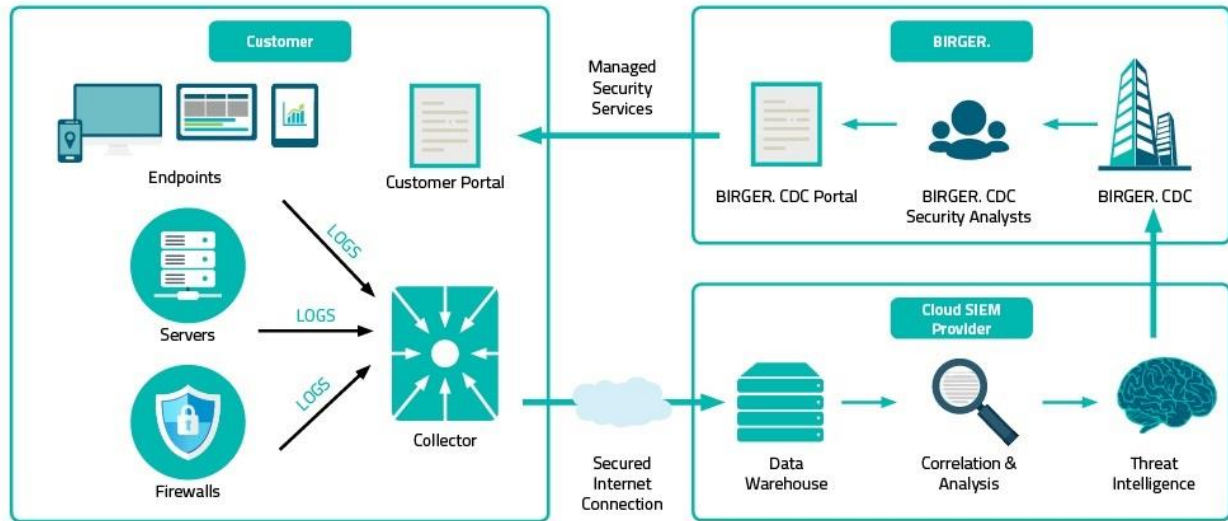 Customer
Endpoints
Customer Portal
LOGS
Servers
LOGS
Firewalls
LOGS
Collector
Managed
Security
Services
BIRGER.
BIRGER. CDC Portal
BIRGER. CDC
Security Analysts
BIRGER. CDC
Secured
Internet
Connection
Cloud SIEM
Provider
Data
Warehouse
Correlation &
Analysis
Threat
Intelligence